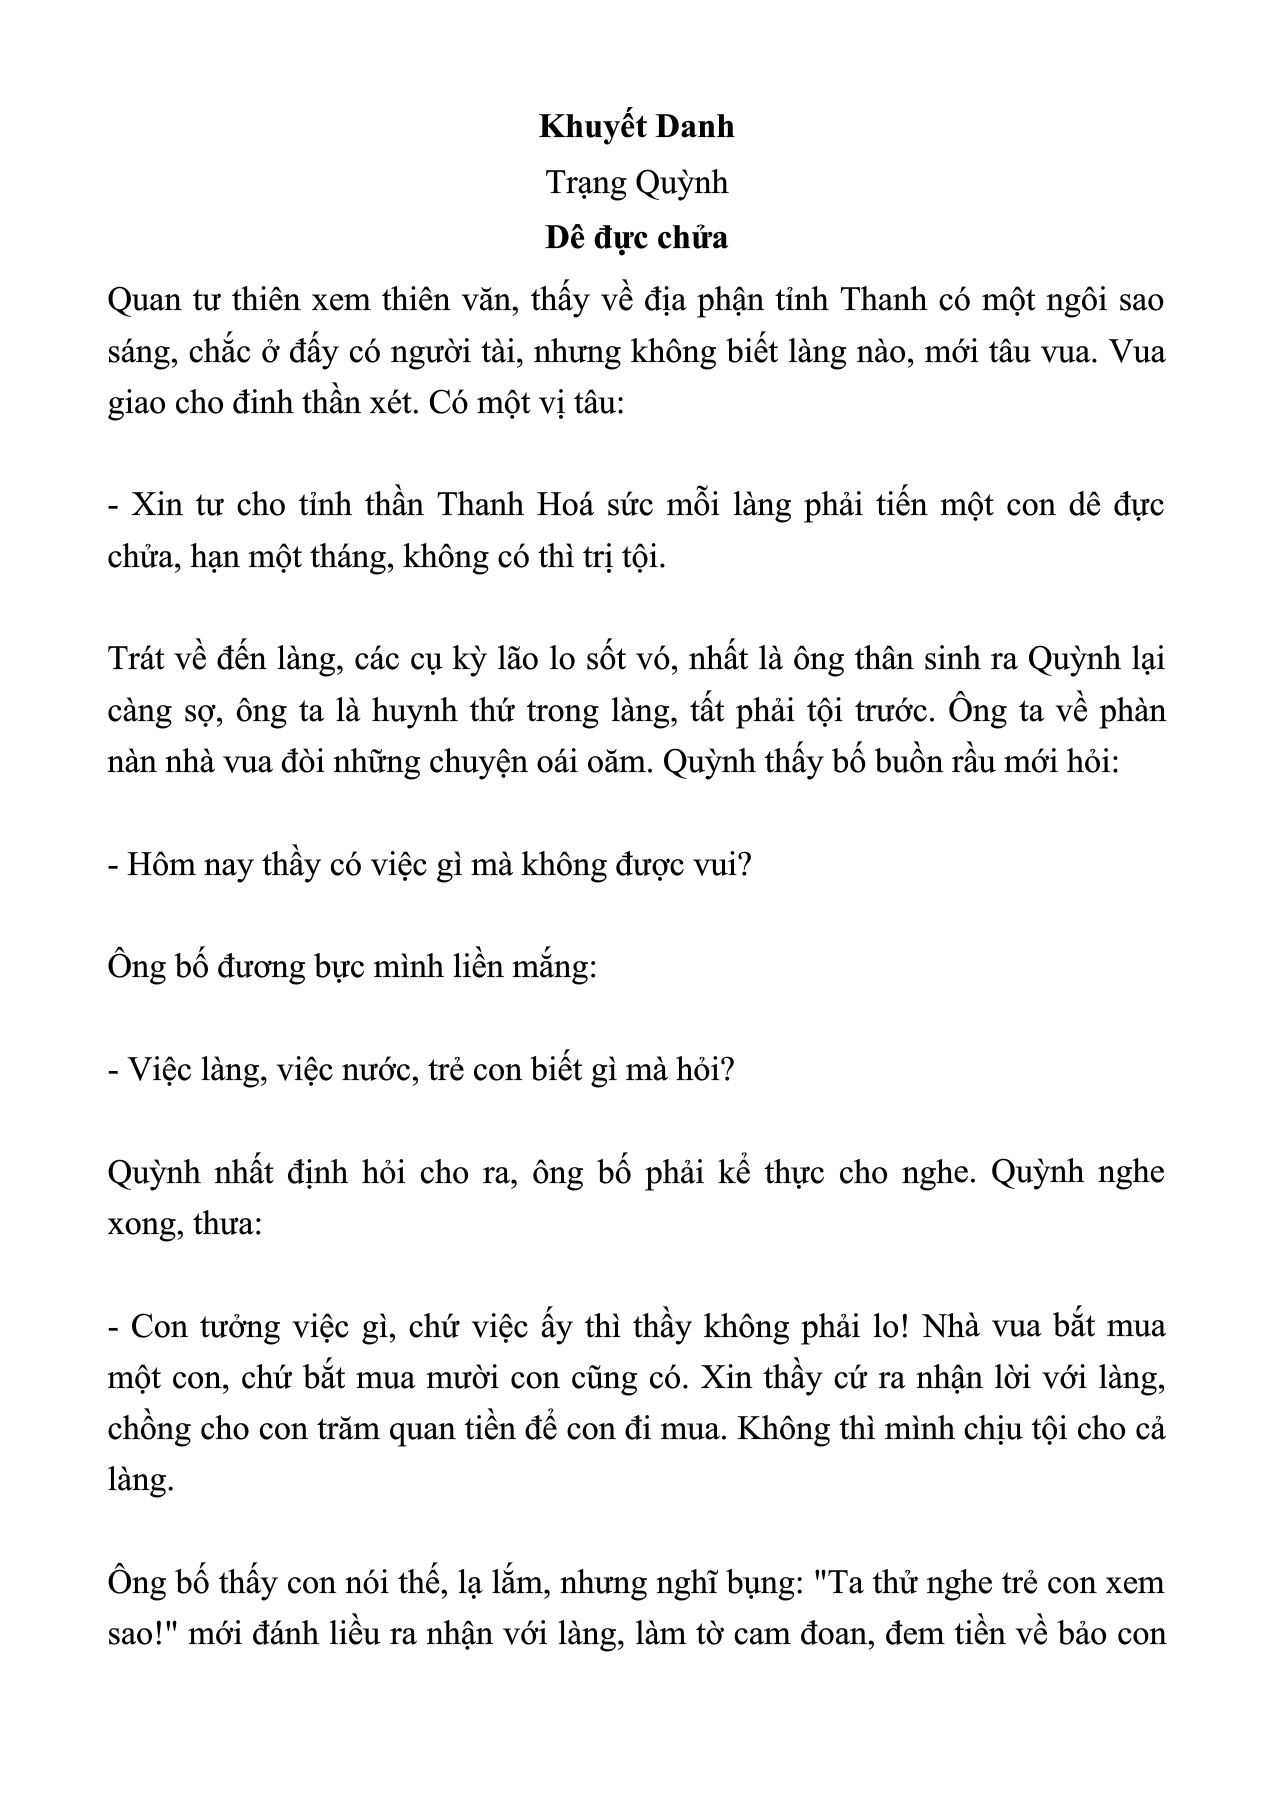 Khuyết Danh
Trạng Quỳnh
Dê đực chửa
Quan tư thiên xem thiên văn, thấy về địa phận tỉnh Thanh có một ngôi sao
sáng, chắc ở đấy có người tài, nhưng không biết làng nào, mới tâu vua. Vua
giao cho đinh thần xét. Có một vị tâu:
- Xin tư cho tỉnh thần Thanh Hoá sức mỗi làng phải tiến một con dê đực
chửa, hạn một tháng, không có thì trị tội.
Trát về đến làng, các cụ kỳ lão lo sốt vó, nhất là ông thân sinh ra Quỳnh lại
càng sợ, ông ta là huynh thứ trong làng, tất phải tội trước. Ông ta về phàn
nàn nhà vua đòi những chuyện oái oăm. Quỳnh thấy bố buồn rầu mới hỏi:
- Hôm nay thầy có việc gì mà không được vui?
Ông bố đương bực mình liền mắng:
- Việc làng, việc nước, trẻ con biết gì mà hỏi?
Quỳnh nhất định hỏi cho ra, ông bố phải kể thực cho nghe. Quỳnh nghe
xong, thưa:
- Con tưởng việc gì, chứ việc ấy thì thầy không phải lo! Nhà vua bắt mua
một con, chứ bắt mua mười con cũng có. Xin thầy cứ ra nhận lời với làng,
chồng cho con trăm quan tiền để con đi mua. Không thì mình chịu tội cho cả
làng.
Ông bố thấy con nói thế, lạ lắm, nhưng nghĩ bụng: "Ta thử nghe trẻ con xem
sao!" mới đánh liều ra nhận với làng, làm tờ cam đoan, đem tiền về bảo con